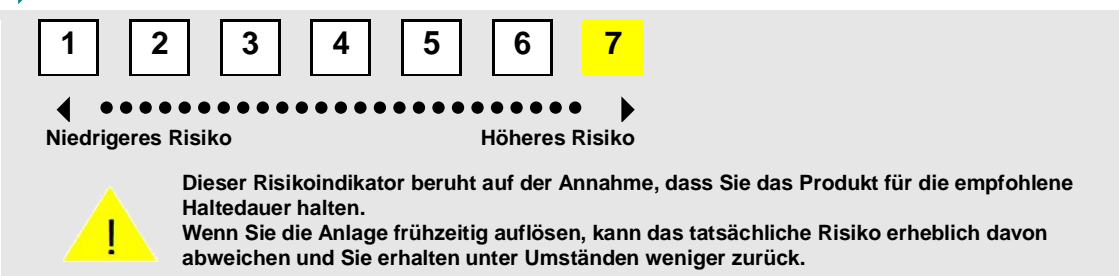 1 2 3 4 5 6 7
Niedrigeres Risiko Höheres Risiko
Dieser Risikoindikator beruht auf der Annahme, dass Sie das Produkt für die empfohlene
Haltedauer halten.
Wenn Sie die Anlage frühzeitig auflösen, kann das tatsächliche Risiko erheblich davon
abweichen und Sie erhalten unter Umständen weniger zurück.
!